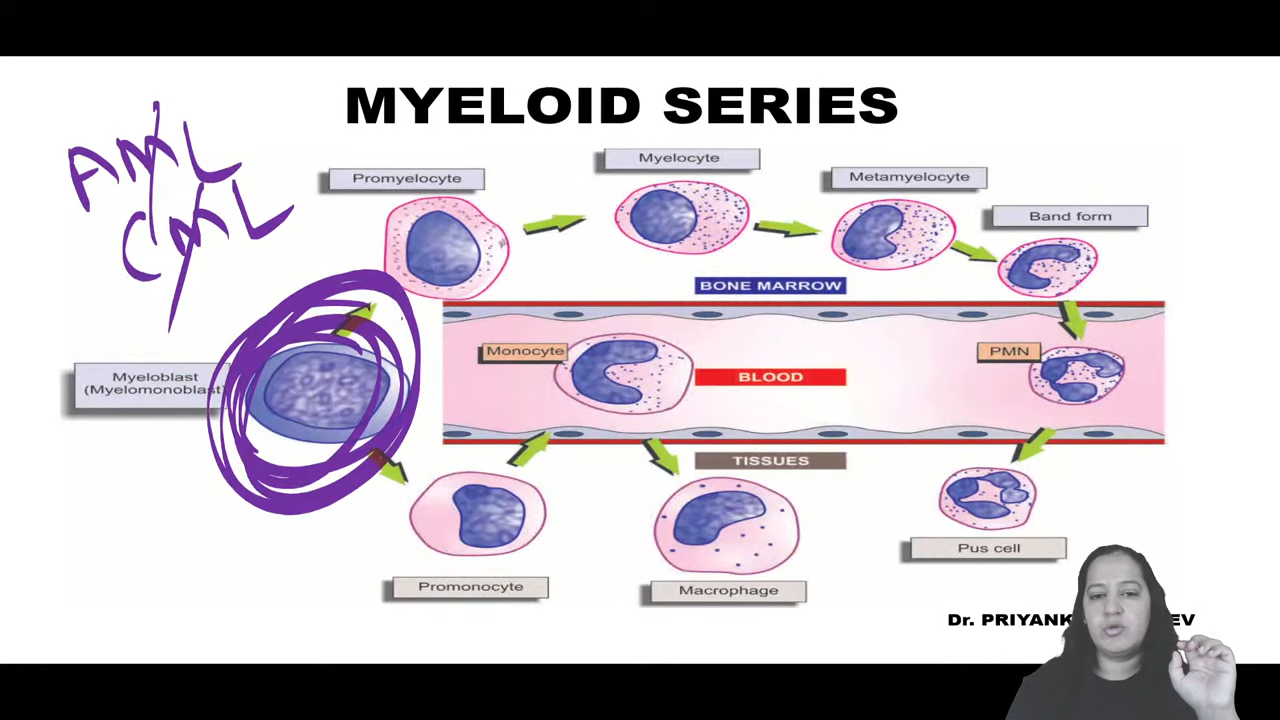 MYELOID SERIES
AML
CML
Promyelocyte
Myelocyte
Metamyelocyte
Band form
BONE MARROW
Myeloblast
(Myelomonoblast)
Monocyte
BLOOD
PMN
TISSUES
Promonocyte
Macrophage
Pus cell
Dr.